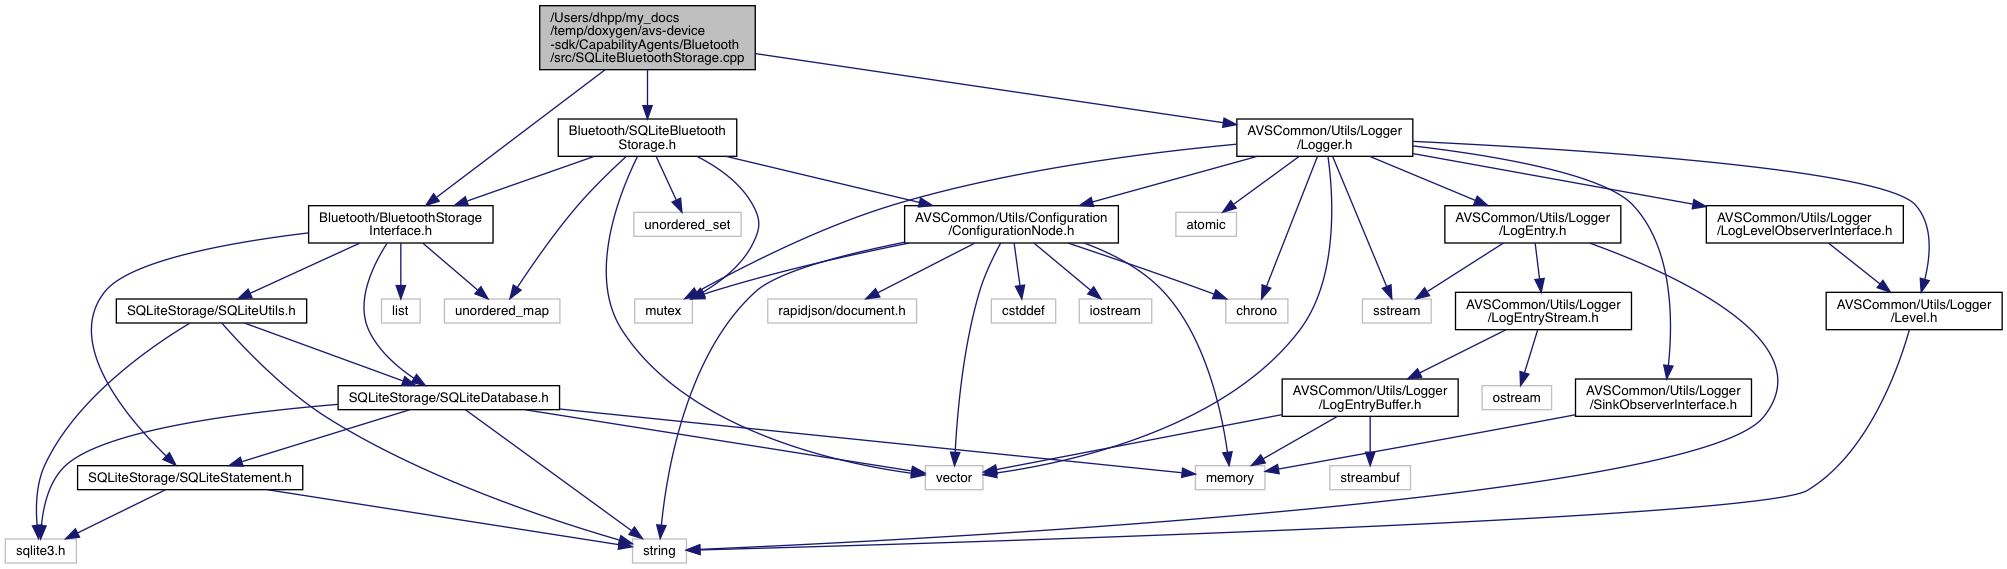 /Users/dhpp/my_docs
/temp/doxygen/avs-device
-sdk/CapabilityAgents/Bluetooth
/src/SQLiteBluetoothStorage.cpp
Bluetooth/SQLiteBluetooth
Storage.h
AVSCommon/Utils/Logger
/Logger.h
Bluetooth/BluetoothStorage
Interface.h
unordered_set
AVSCommon/Utils/Configuration
/ConfigurationNode.h
atomic
AVSCommon/Utils/Logger
/LogEntry.h
AVSCommon/Utils/Logger
/LogLevelObserverInterface.h
SQLiteStorage/SQLiteUtils.h
list
unordered_map
mutex
rapidjson/document.h
cstddef
iostream
chrono
sstream
AVSCommon/Utils/Logger
/LogEntryStream.h
AVSCommon/Utils/Logger
/Level.h
SQLiteStorage/SQLiteDatabase.h
AVSCommon/Utils/Logger
/LogEntryBuffer.h
ostream
AVSCommon/Utils/Logger
/SinkObserverInterface.h
SQLiteStorage/SQLiteStatement.h
vector
memory
streambuf
sqlite3.h
string